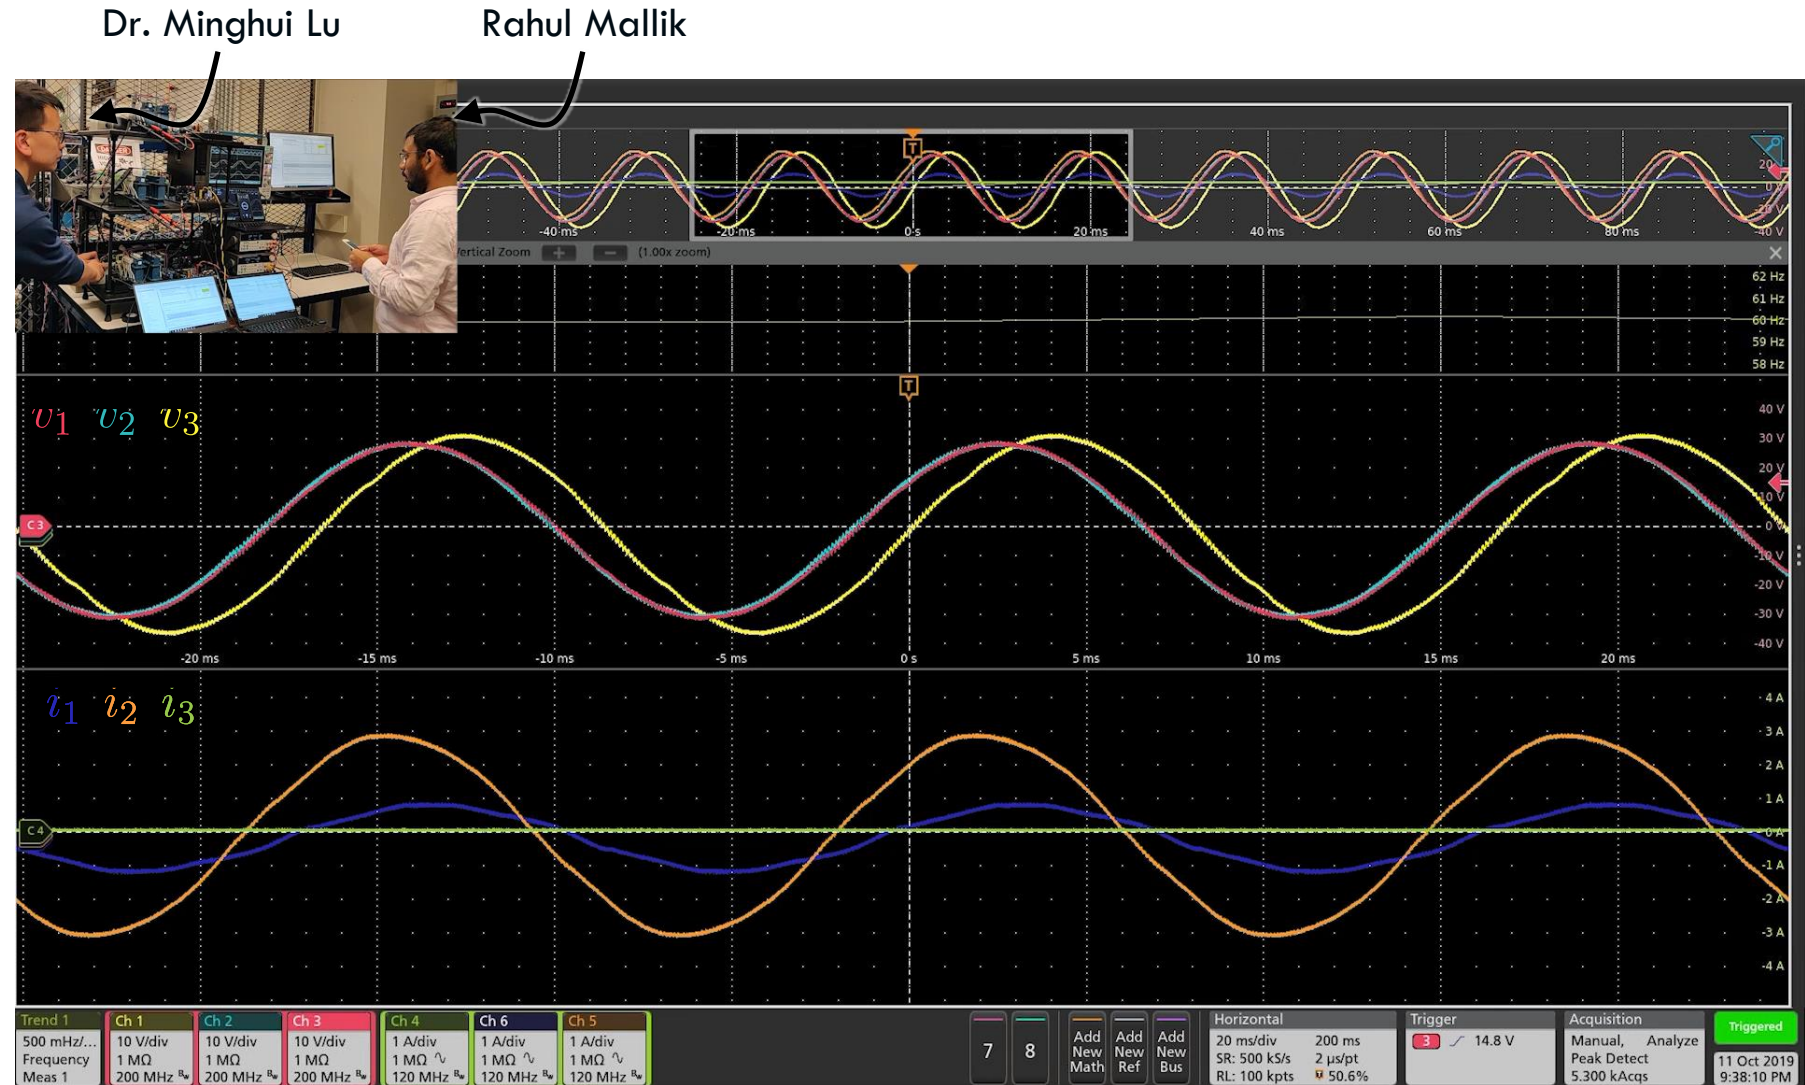 Dr. Minghui Lu
Rahul Mallik
DANGER
T
20
0
-20 V
-40 V
-40 ms
-20 ms
0 s
20 ms
40 ms
60 ms
80 ms
Vertical Zoom + − (1.00x zoom)
62 Hz
61 Hz
60 Hz
59 Hz
58 Hz
T
v1 v2 v3
40 V
30 V
20 V
10 V
0 V
-10 V
-20 V
-30 V
-40 V
C3
-20 ms
-15 ms
-10 ms
-5 ms
0 s
5 ms
10 ms
15 ms
20 ms
i1 i2 i3
4 A
3 A
2 A
1 A
0 A
-1 A
-2 A
-3 A
-4 A
C4
Trend 1
500 mHz/...
Frequency
Meas 1
Ch 1
10 V/div
1 MΩ
200 MHz Bw
Ch 2
10 V/div
1 MΩ
200 MHz Bw
Ch 3
10 V/div
1 MΩ
200 MHz Bw
Ch 4
1 A/div
1 MΩ
120 MHz Bw
Ch 6
1 A/div
1 MΩ
120 MHz Bw
Ch 5
1 A/div
1 MΩ
120 MHz Bw
7
8
Add
New
Math
Add
New
Ref
Add
New
Bus
Horizontal
20 ms/div 200 ms
SR: 500 kS/s 2 µs/pt
RL: 100 kpts T 50.6%
Trigger
3 14.8 V
Acquisition
Manual, Analyze
Peak Detect
5.300 kAcqs
Triggered
11 Oct 2019
9:38:10 PM